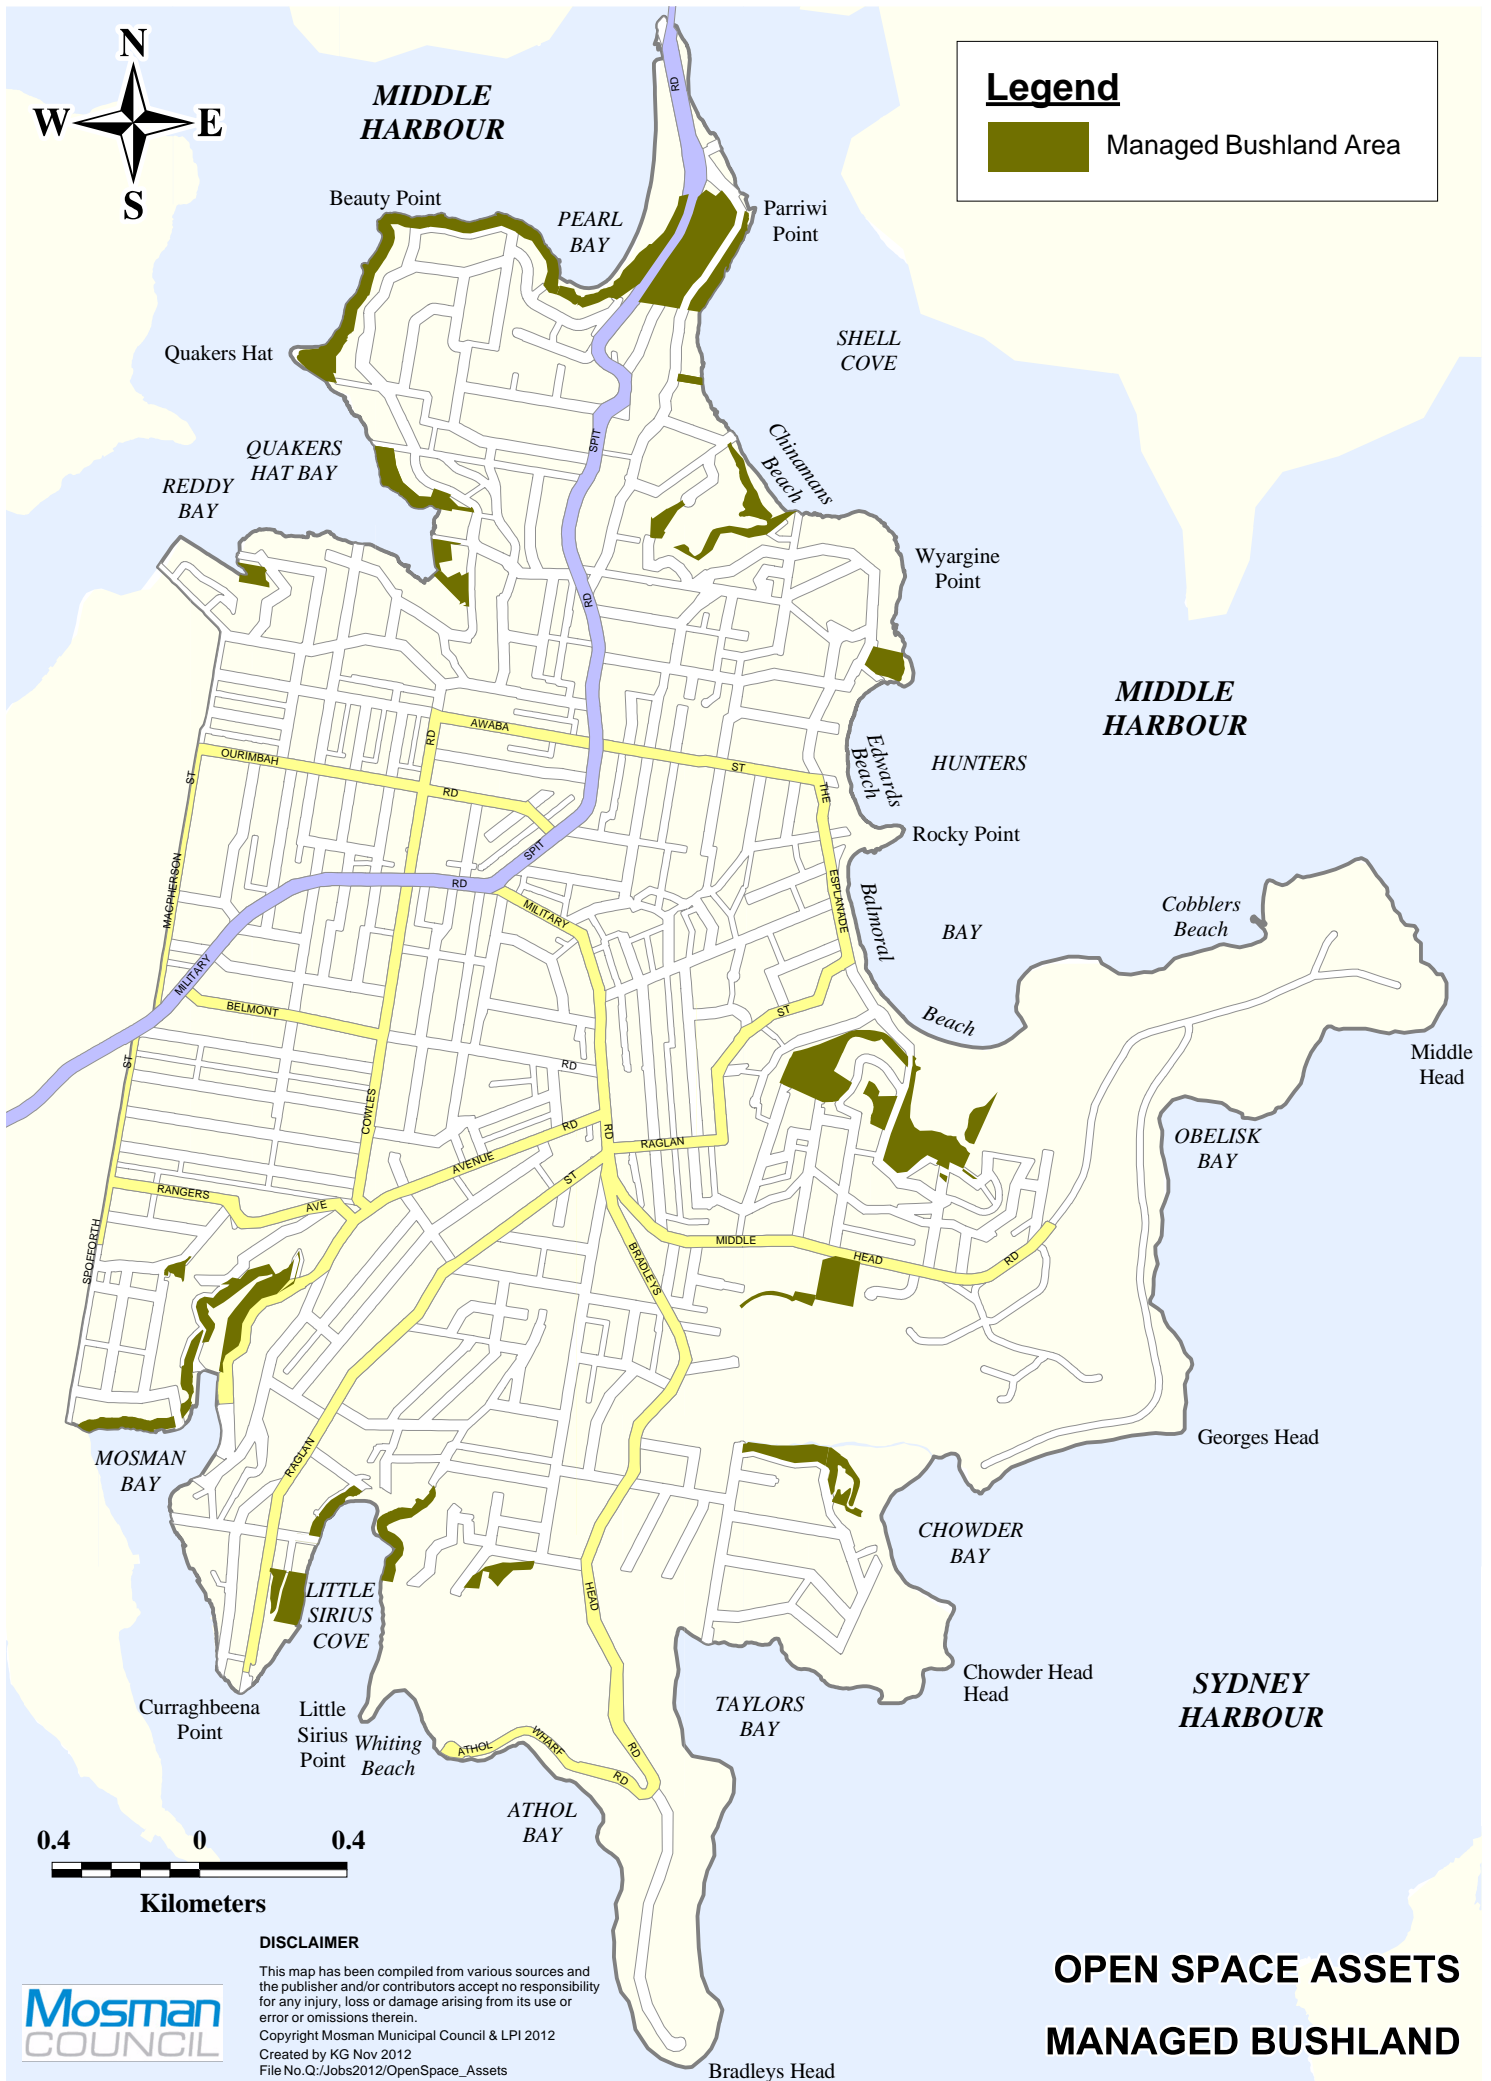 N
W E
S
MIDDLE
HARBOUR
Legend
Managed Bushland Area
RD
Beauty Point
PEARL
BAY
Parriwi
Point
Quakers Hat
SHELL
COVE
QUAKERS
HAT BAY
REDDY
BAY
SPIT
Chinamans
Beach
Wyargine
Point
RD
MIDDLE
HARBOUR
AWABA
RD
OURIMBAH
ST
ST
RD
THE
Edwards
Beach
HUNTERS
Rocky Point
SPIT
RD
MACPHERSON
MILITARY
ESPLANADE
Balmoral
BAY
Cobblers
Beach
MILITARY
BELMONT
ST
Beach
ST
RD
Middle
Head
COWLES
RD
RD
RAGLAN
OBELISK
BAY
AVENUE
ST
RANGERS
AVE
SPOFFORTH
BRADLEYS
MIDDLE
HEAD
RD
Georges Head
MOSMAN
BAY
RAGLAN
CHOWDER
BAY
LITTLE
SIRIUS
COVE
HEAD
Curraghbeena
Point
Little
Sirius
Point
Whiting
Beach
ATHOL
WHARF
RD
RD
TAYLORS
BAY
Chowder Head
Head
SYDNEY
HARBOUR
ATHOL
BAY
0.4 0 0.4
Kilometers
DISCLAIMER
This map has been compiled from various sources and
the publisher and/or contributors accept no responsibility
for any injury, loss or damage arising from its use or
error or omissions therein.
Copyright Mosman Municipal Council & LPI 2012
Created by KG Nov 2012
File No.Q:/Jobs2012/OpenSpace_Assets
Mosman
COUNCIL
Bradleys Head
OPEN SPACE ASSETS
MANAGED BUSHLAND